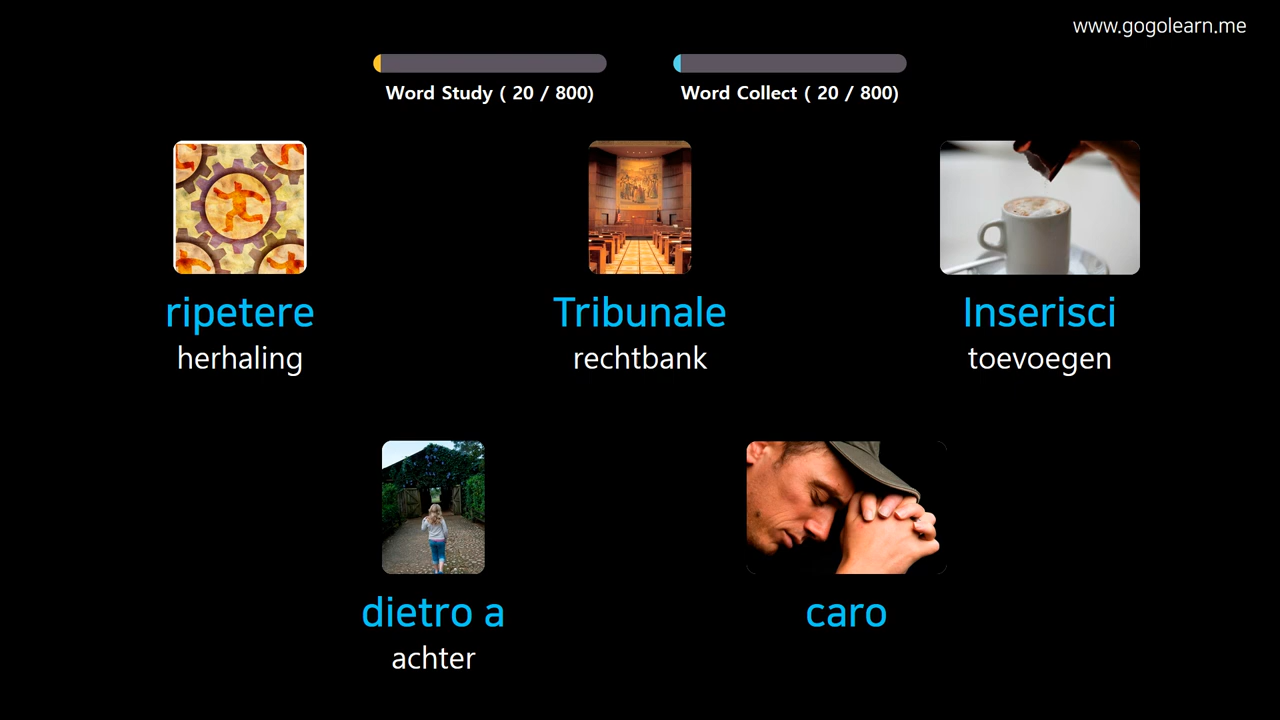 www.gogolearn.me
Word Study ( 20 / 800)
Word Collect ( 20 / 800)
ripetere
herhaling
Tribunale
rechtbank
Inserisci
toevoegen
dietro a
achter
caro